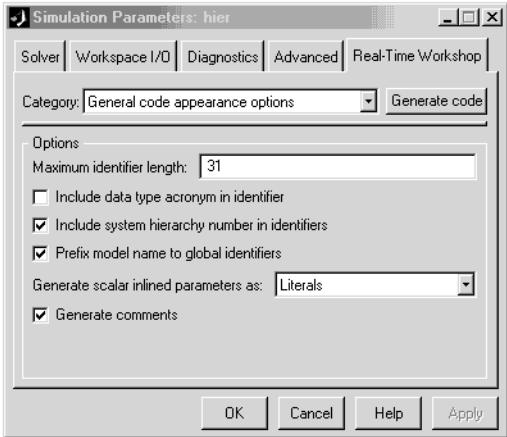 Simulation Parameters: hier
Solver Workspace I/O Diagnostics Advanced Real-Time Workshop
Category: General code appearance options Generate code
Options
Maximum identifier length: 31
Include data type acronym in identifier
Include system hierarchy number in identifiers
Prefix model name to global identifiers
Generate scalar inlined parameters as: Literals
Generate comments
OK Cancel Help Apply